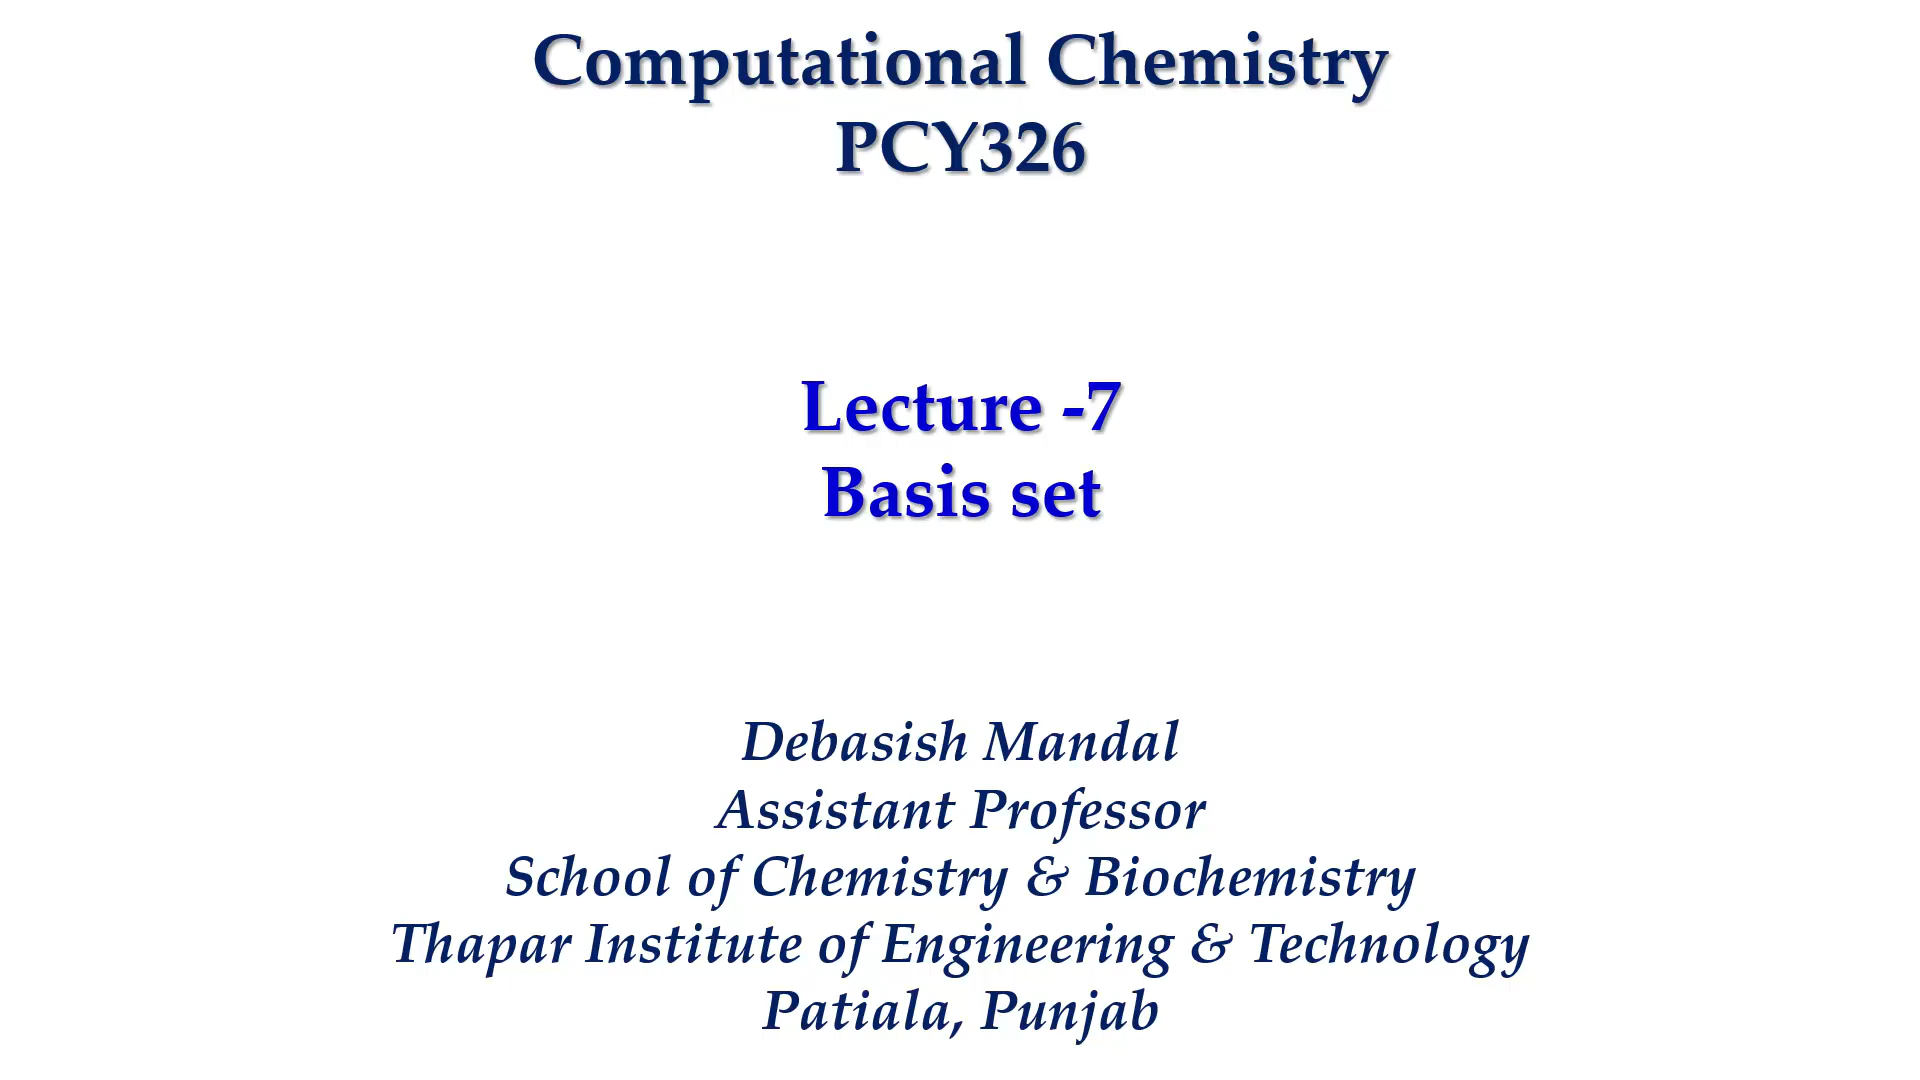 Computational Chemistry
PCY326
Lecture -7
Basis set
Debasish Mandal
Assistant Professor
School of Chemistry & Biochemistry
Thapar Institute of Engineering & Technology
Patiala, Punjab